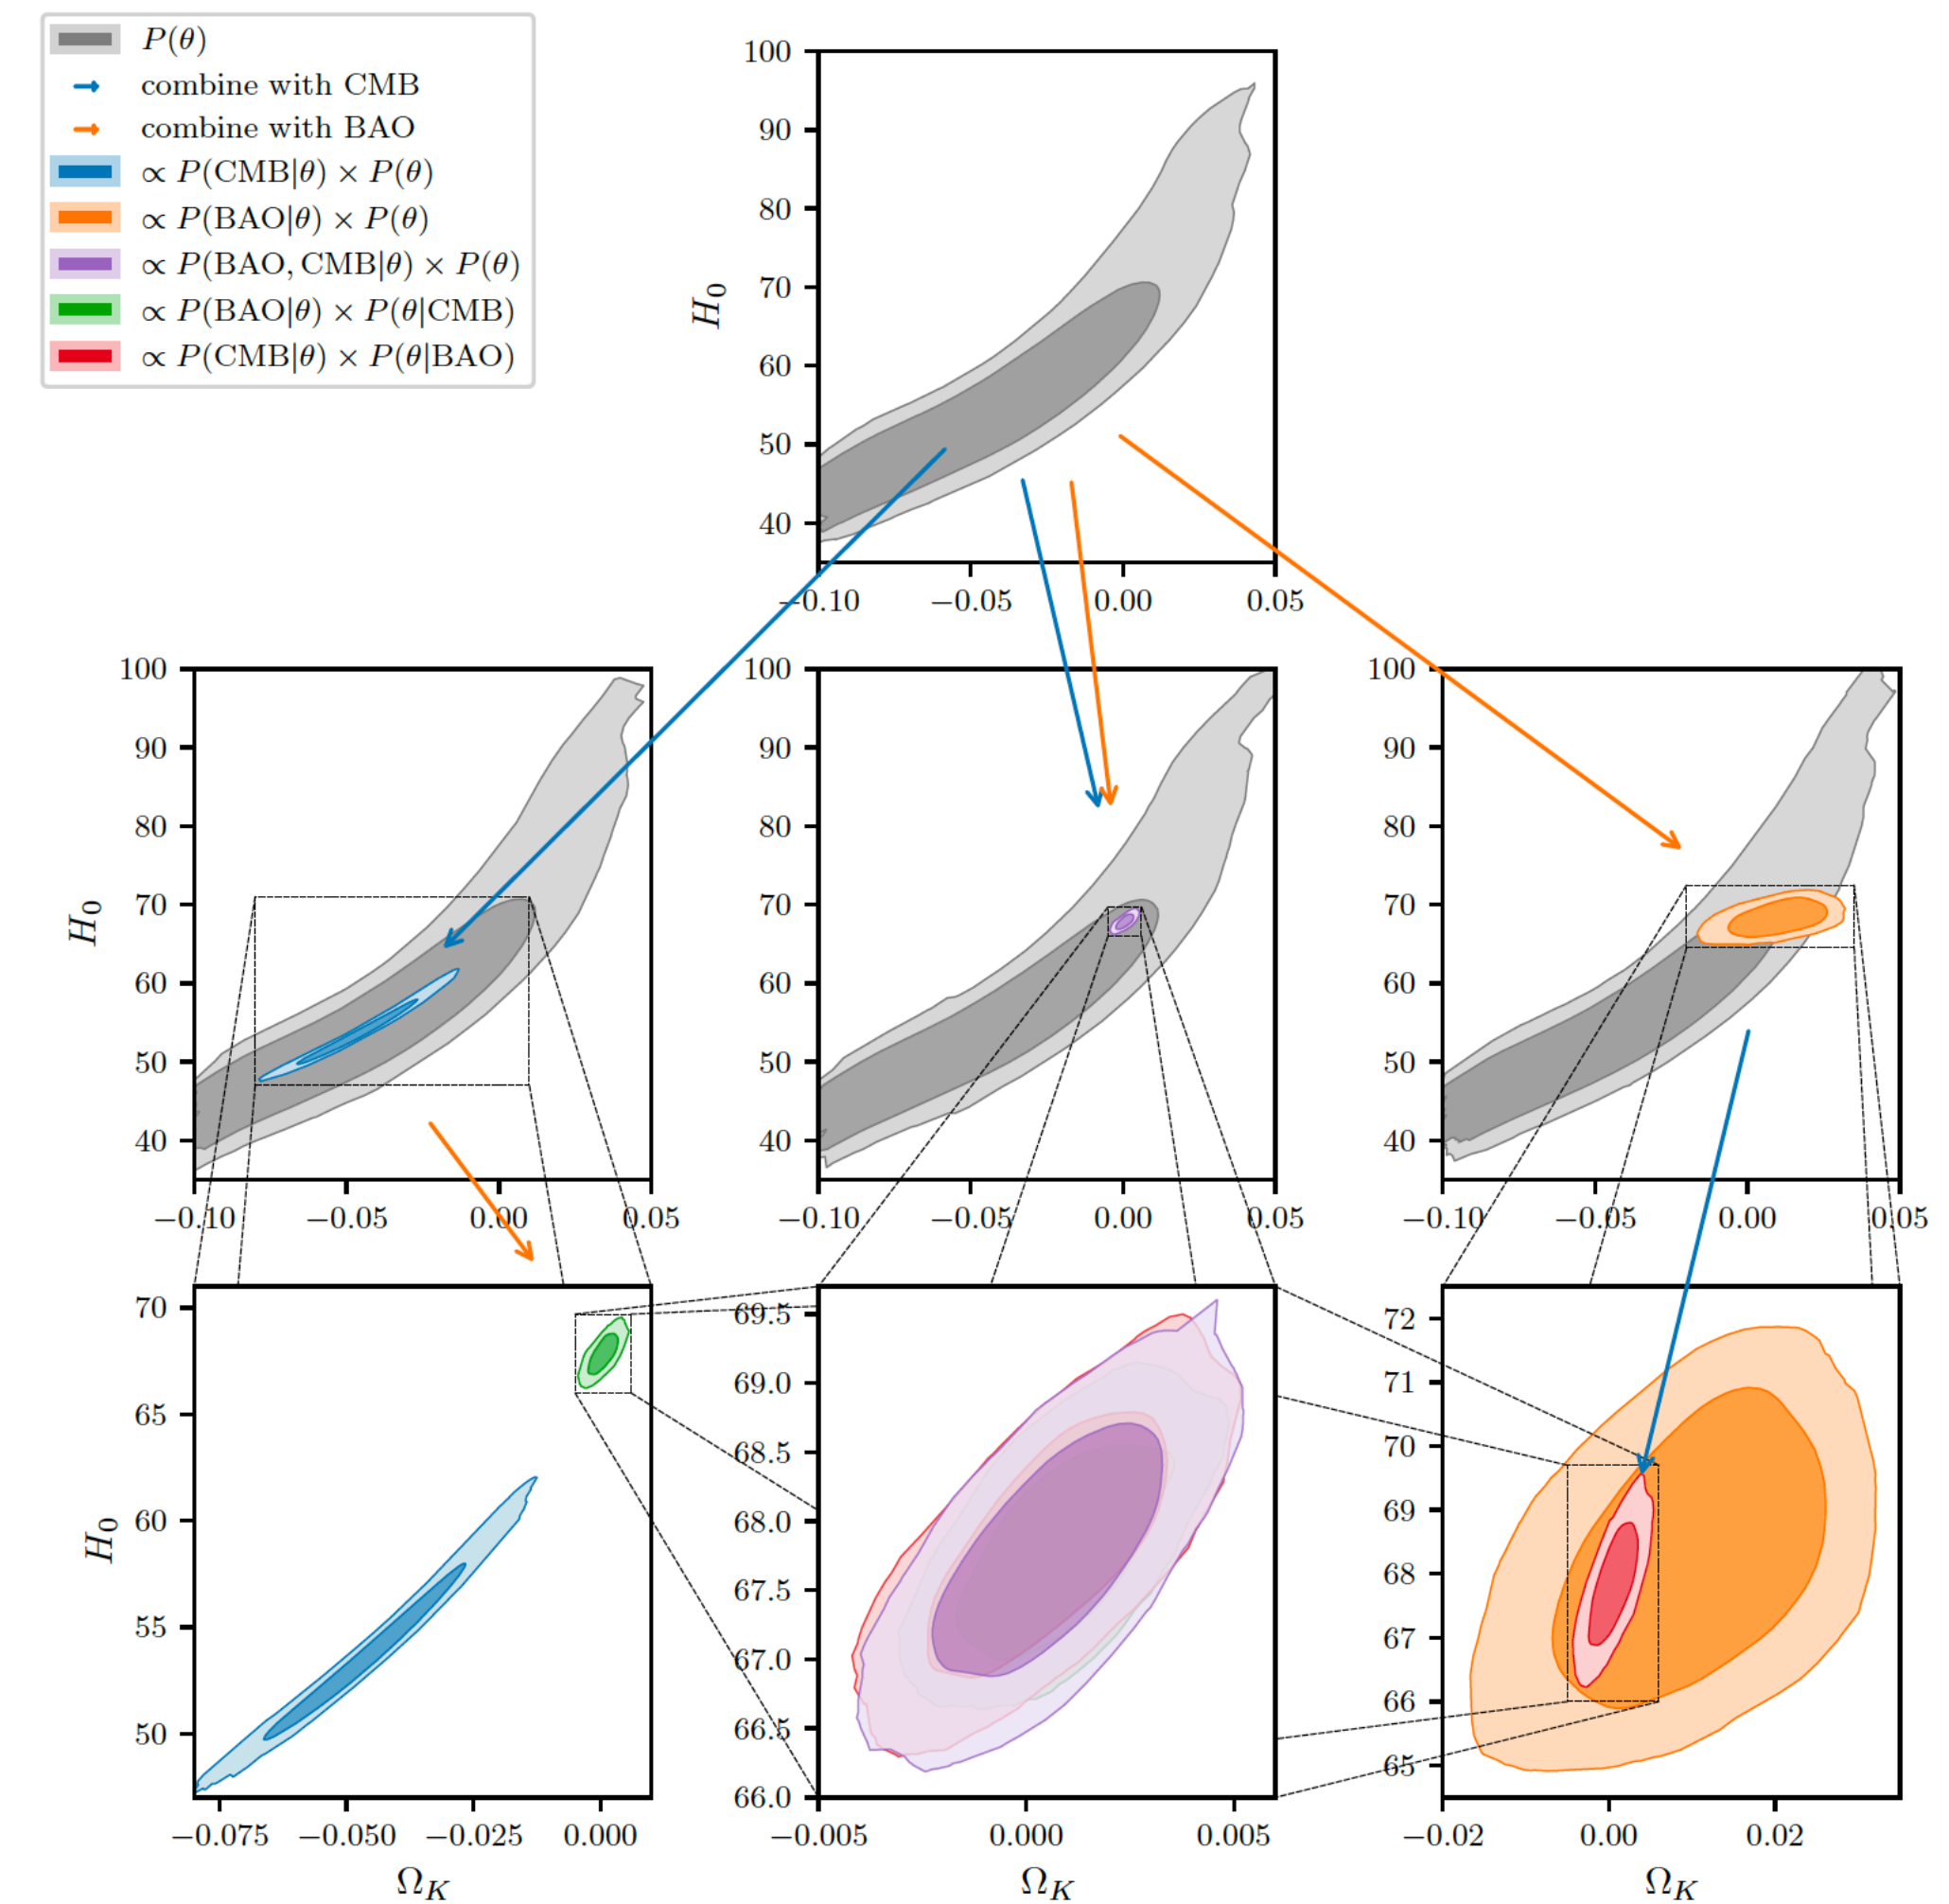 P(θ)
combine with CMB
combine with BAO
∝ P(CMB|θ) × P(θ)
∝ P(BAO|θ) × P(θ)
∝ P(BAO, CMB|θ) × P(θ)
∝ P(BAO|θ) × P(θ|CMB)
∝ P(CMB|θ) × P(θ|BAO)
100
90
80
70
60
50
40
H₀
−0.10 −0.05 0.00 0.05
100
90
80
70
60
50
40
H₀
−0.10 −0.05 0.00 0.05
100
90
80
70
60
50
40
−0.10 −0.05 0.00 0.05
100
90
80
70
60
50
40
−0.10 −0.05 0.00 0.05
70
65
60
55
50
H₀
−0.075 −0.050 −0.025 0.000
Ω_K
69.5
69.0
68.5
68.0
67.5
67.0
66.5
66.0
−0.005 0.000 0.005
Ω_K
72
71
70
69
68
67
66
65
−0.02 0.00 0.02
Ω_K